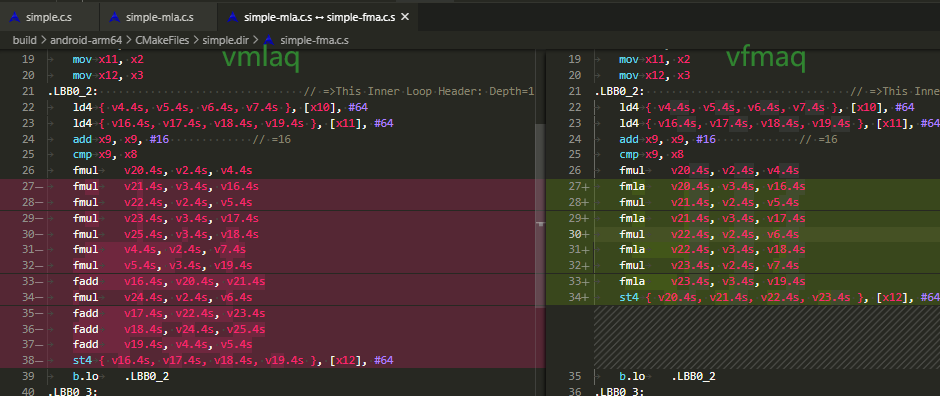 simple.c.s simple-mla.c.s simple-mla.c.s ↔ simple-fma.c.s ×
build > android-arm64 > CMakeFiles > simple.dir > simple-fma.c.s
vmlaq
19 mov x11, x2
20 mov x12, x3
21 .LBB0_2: // =>This Inner Loop Header: Depth=1
22 ld4 { v4.4s, v5.4s, v6.4s, v7.4s }, [x10], #64
23 ld4 { v16.4s, v17.4s, v18.4s, v19.4s }, [x11], #64
24 add x9, x9, #16 // =16
25 cmp x9, x8
26 fmul v20.4s, v2.4s, v4.4s
27— fmul v21.4s, v3.4s, v16.4s
28— fmul v22.4s, v2.4s, v5.4s
29— fmul v23.4s, v3.4s, v17.4s
30— fmul v25.4s, v3.4s, v18.4s
31— fmul v4.4s, v2.4s, v7.4s
32— fmul v5.4s, v3.4s, v19.4s
33— fadd v16.4s, v20.4s, v21.4s
34— fmul v24.4s, v2.4s, v6.4s
35— fadd v17.4s, v22.4s, v23.4s
36— fadd v18.4s, v24.4s, v25.4s
37— fadd v19.4s, v4.4s, v5.4s
38— st4 { v16.4s, v17.4s, v18.4s, v19.4s }, [x12], #64
39 b.lo .LBB0_2
40 .LBB0_3:
vfmaq
19 mov x11, x2
20 mov x12, x3
21 .LBB0_2: // =>This Inne
22 ld4 { v4.4s, v5.4s, v6.4s, v7.4s }, [x10], #64
23 ld4 { v16.4s, v17.4s, v18.4s, v19.4s }, [x11], #64
24 add x9, x9, #16 // =16
25 cmp x9, x8
26 fmul v20.4s, v2.4s, v4.4s
27+ fmla v20.4s, v3.4s, v16.4s
28+ fmul v21.4s, v2.4s, v5.4s
29+ fmla v21.4s, v3.4s, v17.4s
30+ fmul v22.4s, v2.4s, v6.4s
31+ fmla v22.4s, v3.4s, v18.4s
32+ fmul v23.4s, v2.4s, v7.4s
33+ fmla v23.4s, v3.4s, v19.4s
34+ st4 { v20.4s, v21.4s, v22.4s, v23.4s }, [x12], #64
35 b.lo .LBB0_2
36 .LBB0_3: